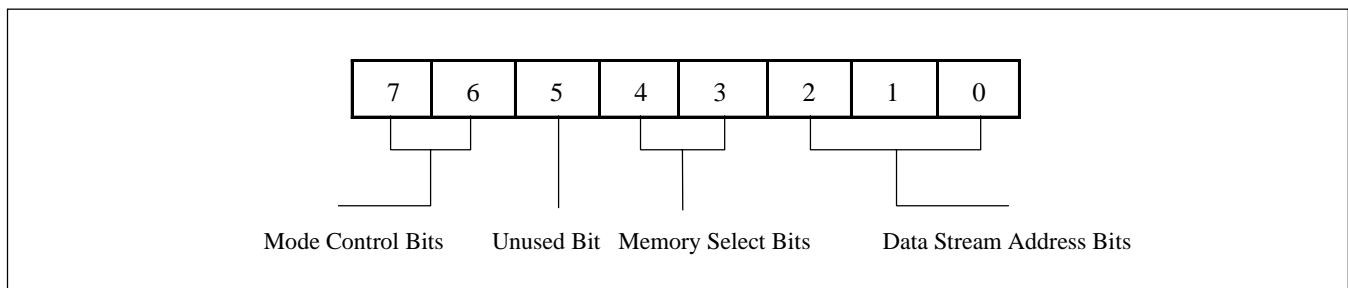 7 6 5 4 3 2 1 0
Mode Control Bits Unused Bit Memory Select Bits Data Stream Address Bits